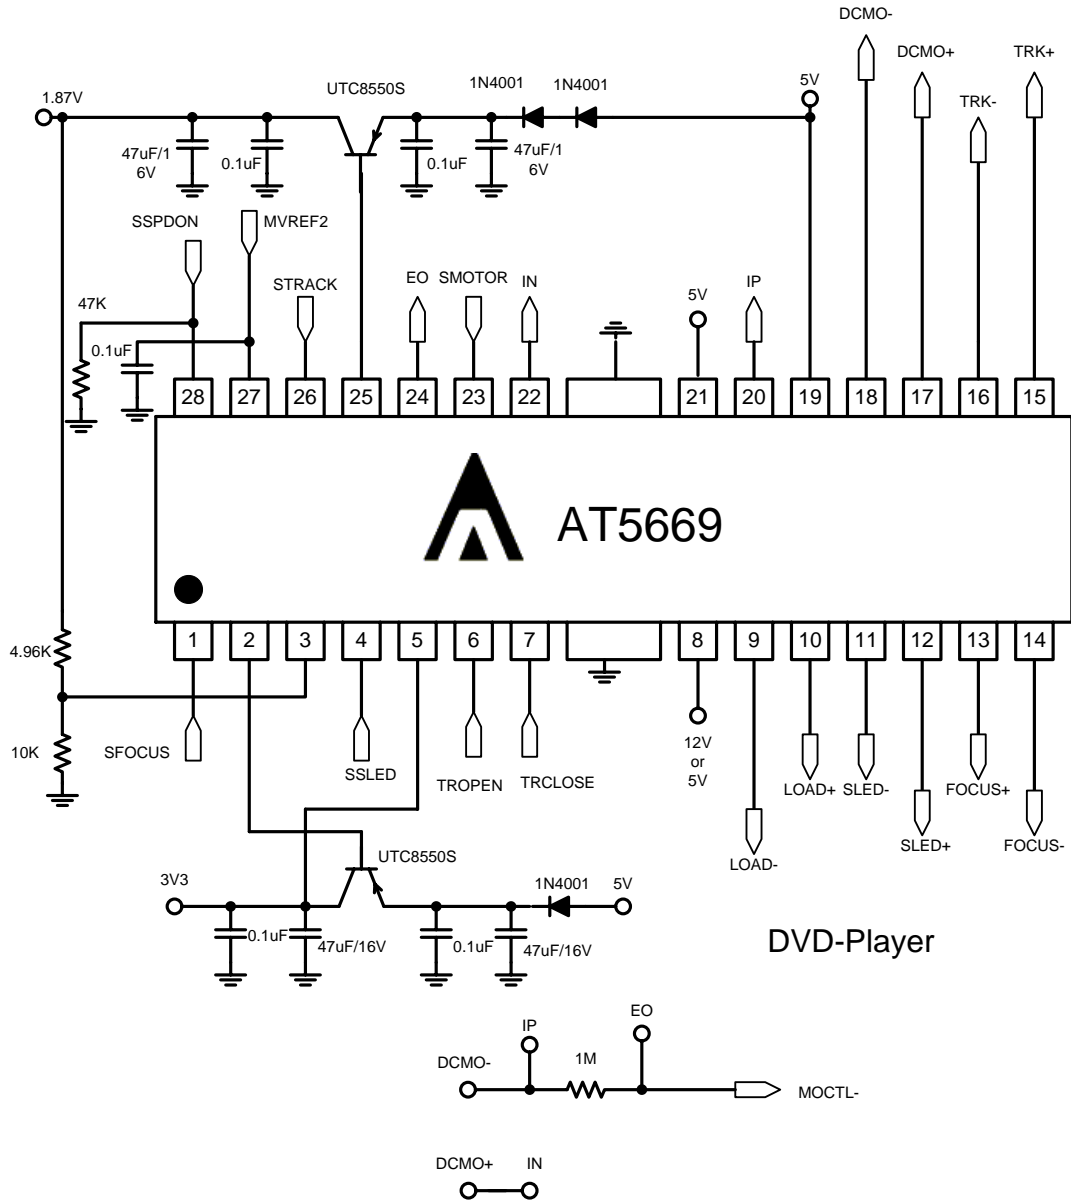 DCMO-
DCMO+
TRK+
5V
1N4001
1N4001
UTC8550S
TRK-
1.87V
47uF/1
6V
0.1uF
0.1uF
47uF/1
6V
SSPDON
MVREF2
STRACK
EO
SMOTOR
IN
5V
IP
47K
0.1uF
28
27
26
25
24
23
22
21
20
19
18
17
16
15
AT5669
1
2
3
4
5
6
7
8
9
10
11
12
13
14
4.96K
10K
SFOCUS
SSLED
TROPEN
TRCLOSE
12V
or
5V
LOAD+
SLED-
FOCUS+
LOAD-
SLED+
FOCUS-
UTC8550S
3V3
1N4001
5V
0.1uF
47uF/16V
0.1uF
47uF/16V
DVD-Player
IP
EO
DCMO-
1M
MOCTL-
DCMO+
IN